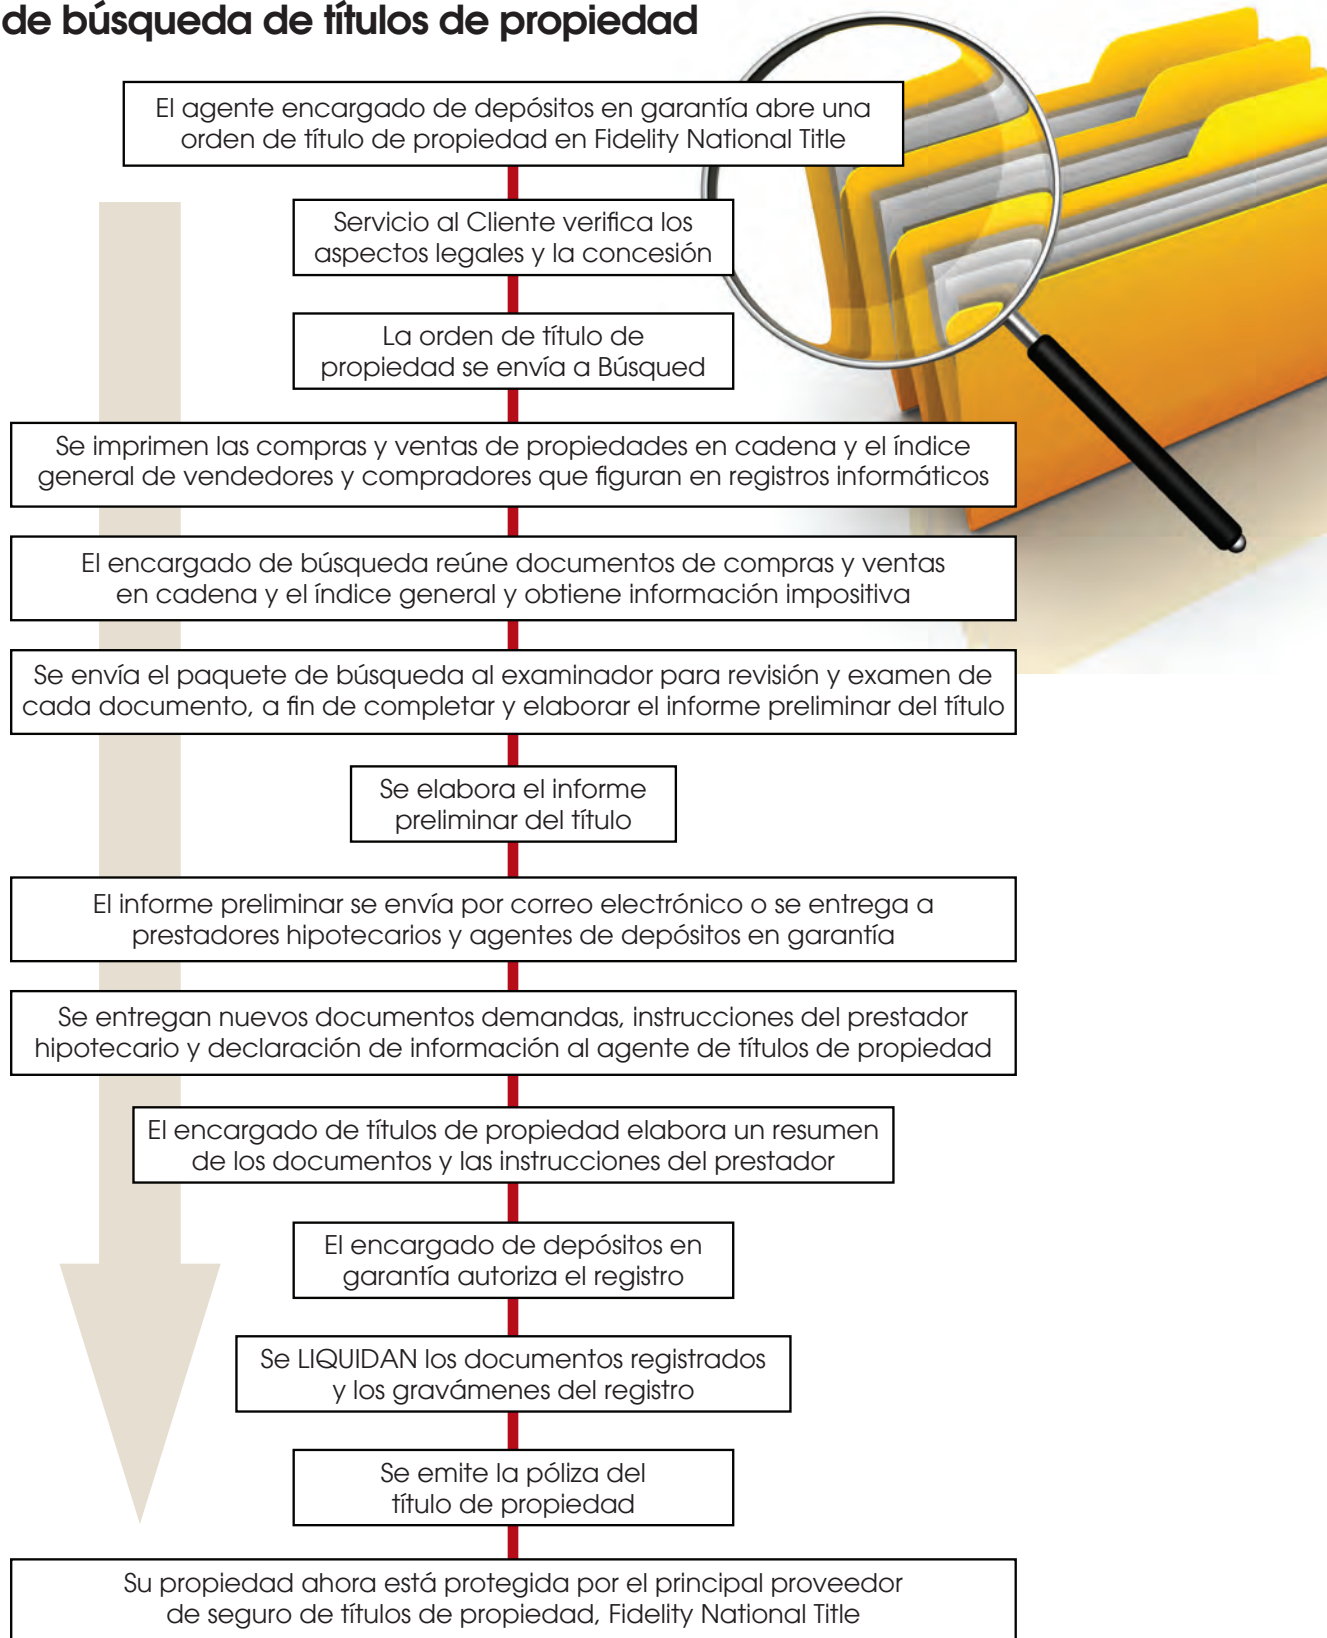 de búsqueda de títulos de propiedad
El agente encargado de depósitos en garantía abre una
orden de título de propiedad en Fidelity National Title
Servicio al Cliente verifica los
aspectos legales y la concesión
La orden de título de
propiedad se envía a Búsqued
Se imprimen las compras y ventas de propiedades en cadena y el índice
general de vendedores y compradores que figuran en registros informáticos
El encargado de búsqueda reúne documentos de compras y ventas
en cadena y el índice general y obtiene información impositiva
Se envía el paquete de búsqueda al examinador para revisión y examen de
cada documento, a fin de completar y elaborar el informe preliminar del título
Se elabora el informe
preliminar del título
El informe preliminar se envía por correo electrónico o se entrega a
prestadores hipotecarios y agentes de depósitos en garantía
Se entregan nuevos documentos demandas, instrucciones del prestador
hipotecario y declaración de información al agente de títulos de propiedad
El encargado de títulos de propiedad elabora un resumen
de los documentos y las instrucciones del prestador
El encargado de depósitos en
garantía autoriza el registro
Se LIQUIDAN los documentos registrados
y los gravámenes del registro
Se emite la póliza del
título de propiedad
Su propiedad ahora está protegida por el principal proveedor
de seguro de títulos de propiedad, Fidelity National Title